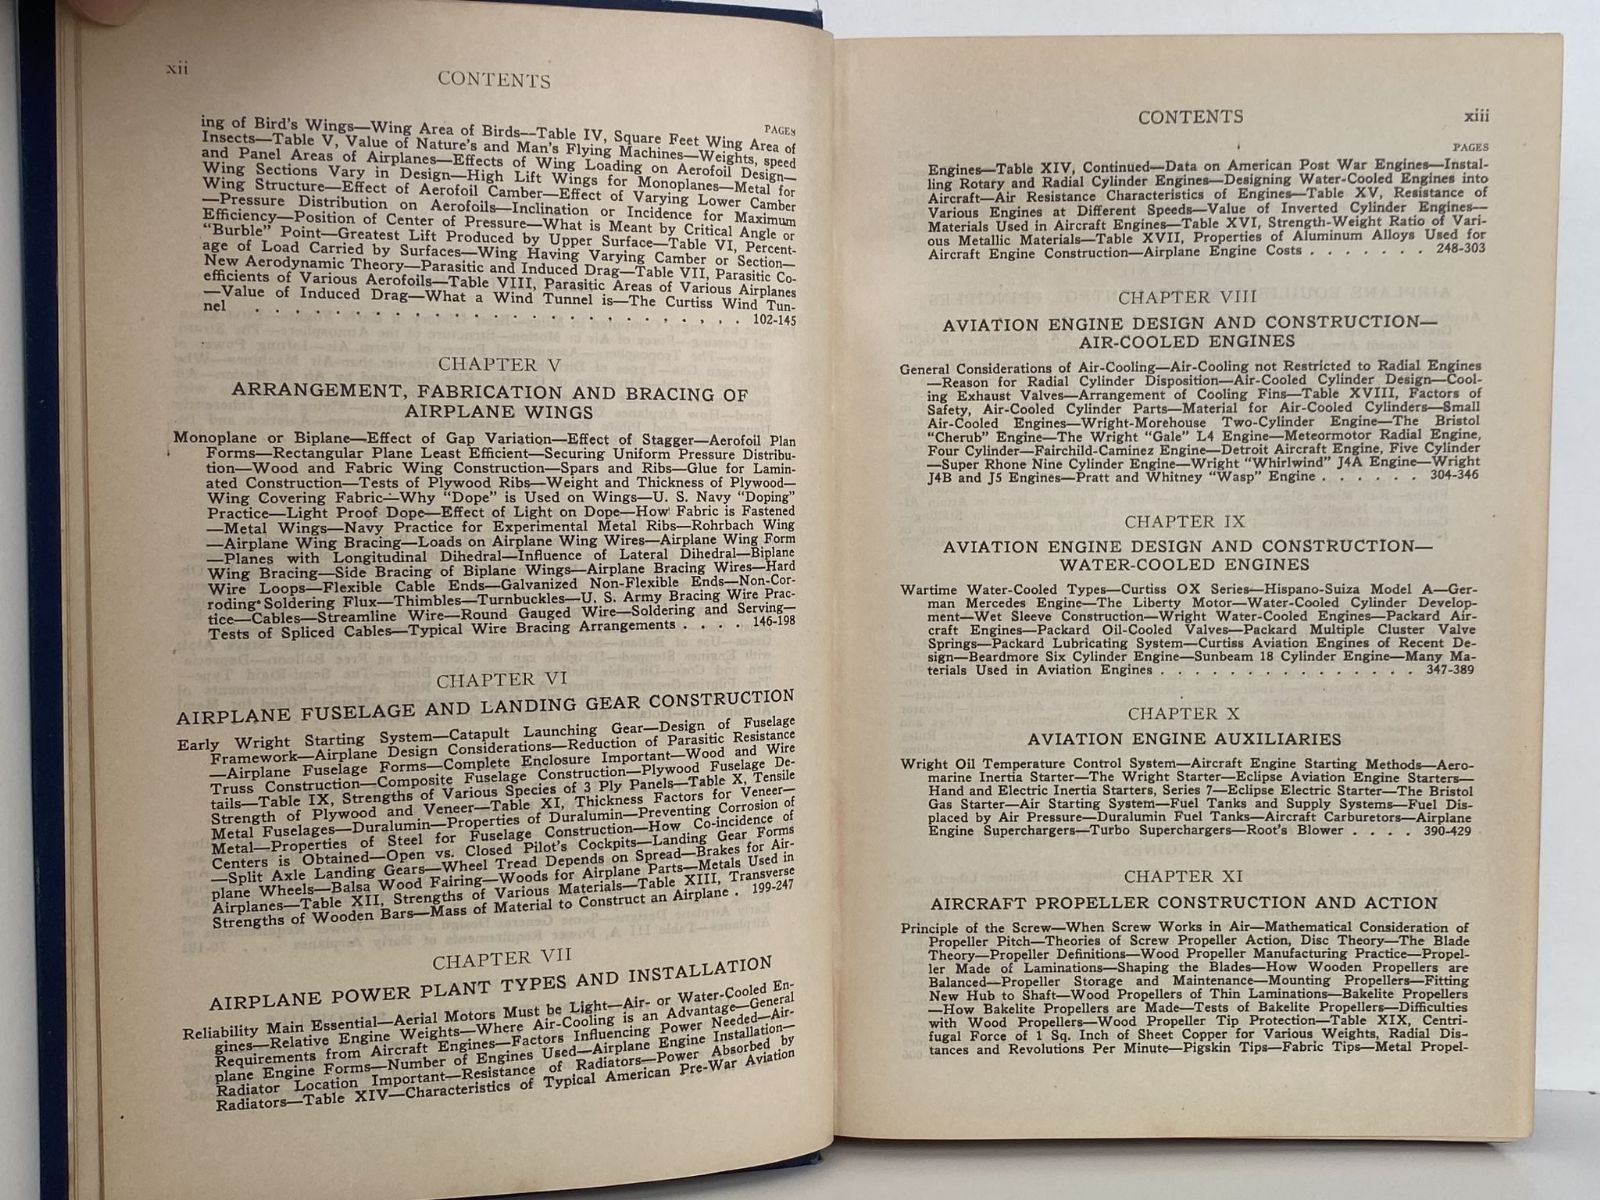 xii
CONTENTS
PAGES
ing of Bird's Wings—Wing Area of Birds—Table IV, Square Feet Wing Area of
Insects—Table V, Value of Nature's and Man's Flying Machines—Weights, speed
and Panel Areas of Airplanes—Effects of Wing Loading on Aerofoil Design—
Wing Sections Vary in Design—High Lift Wings for Monoplanes—Metal for
Wing Structure—Effect of Aerofoil Camber—Effect of Varying Lower Camber
—Pressure Distribution on Aerofoils—Inclination or Incidence for Maximum
Efficiency—Position of Center of Pressure—What is Meant by Critical Angle or
"Burble" Point—Greatest Lift Produced by Upper Surface—Table VI, Percent-
age of Load Carried by Surfaces—Wing Having Varying Camber or Section—
New Aerodynamic Theory—Parasitic and Induced Drag—Table VII, Parasitic Co-
efficients of Various Aerofoils—Table VIII, Parasitic Areas of Various Airplanes
—Value of Induced Drag—What a Wind Tunnel is—The Curtiss Wind Tun-
nel . . . . . . . . . . . . . . . . . . . . . . . . . 102-145
CHAPTER V
ARRANGEMENT, FABRICATION AND BRACING OF
AIRPLANE WINGS
Monoplane or Biplane—Effect of Gap Variation—Effect of Stagger—Aerofoil Plan
Forms—Rectangular Plane Least Efficient—Securing Uniform Pressure Distribu-
tion—Wood and Fabric Wing Construction—Spars and Ribs—Glue for Lamin-
ated Construction—Tests of Plywood Ribs—Weight and Thickness of Plywood—
Wing Covering Fabric—Why "Dope" is Used on Wings—U. S. Navy "Doping"
Practice—Light Proof Dope—Effect of Light on Dope—How Fabric is Fastened
—Metal Wings—Navy Practice for Experimental Metal Ribs—Rohrbach Wing
—Airplane Wing Bracing—Loads on Airplane Wing Wires—Airplane Wing Form
—Planes with Longitudinal Dihedral—Influence of Lateral Dihedral—Biplane
Wing Bracing—Side Bracing of Biplane Wings—Airplane Bracing Wires—Hard
Wire Loops—Flexible Cable Ends—Galvanized Non-Flexible Ends—Non-Cor-
roding Soldering Flux—Thimbles—Turnbuckles—U. S. Army Bracing Wire Prac-
tice—Cables—Streamline Wire—Round Gauged Wire—Soldering and Serving—
Tests of Spliced Cables—Typical Wire Bracing Arrangements . . . . 146-198
CHAPTER VI
AIRPLANE FUSELAGE AND LANDING GEAR CONSTRUCTION
Early Wright Starting System—Catapult Launching Gear—Design of Fuselage
Framework—Airplane Design Considerations—Reduction of Parasitic Resistance
—Airplane Fuselage Forms—Complete Enclosure Important—Wood and Wire
Truss Construction—Composite Fuselage Construction—Plywood Fuselage De-
tails—Table IX, Strengths of Various Species of 3 Ply Panels—Table X, Tensile
Strength of Plywood and Veneer—Table XI, Thickness Factors for Veneer—
Metal Fuselages—Duralumin—Properties of Duralumin—Preventing Corrosion of
Metal—Properties of Steel for Fuselage Construction—How Co-incidence of
Centers is Obtained—Open vs. Closed Pilot's Cockpits—Landing Gear Forms
—Split Axle Landing Gears—Wheel Tread Depends on Spread—Brakes for Air-
plane Wheels—Balsa Wood Fairing—Woods for Airplane Parts—Metals Used in
Airplanes—Table XII, Strengths of Various Materials—Table XIII, Transverse
Strengths of Wooden Bars—Mass of Material to Construct an Airplane . 199-247
CHAPTER VII
AIRPLANE POWER PLANT TYPES AND INSTALLATION
Reliability Main Essential—Aerial Motors Must be Light—Air- or Water-Cooled En-
gines—Relative Engine Weights—Where Air-Cooling is an Advantage—General
Requirements from Aircraft Engines—Factors Influencing Power Needed—Air-
plane Engine Forms—Number of Engines Used—Airplane Engine Installation—
Radiator Location Important—Resistance of Radiators—Power Absorbed by
Radiators—Table XIV—Characteristics of Typical American Pre-War Aviation
CONTENTS
xiii
PAGES
Engines—Table XIV, Continued—Data on American Post War Engines—Instal-
ling Rotary and Radial Cylinder Engines—Designing Water-Cooled Engines into
Aircraft—Air Resistance Characteristics of Engines—Table XV, Resistance of
Various Engines at Different Speeds—Value of Inverted Cylinder Engines—
Materials Used in Aircraft Engines—Table XVI, Strength-Weight Ratio of Vari-
ous Metallic Materials—Table XVII, Properties of Aluminum Alloys Used for
Aircraft Engine Construction—Airplane Engine Costs . . . . . . . 248-303
CHAPTER VIII
AVIATION ENGINE DESIGN AND CONSTRUCTION—
AIR-COOLED ENGINES
General Considerations of Air-Cooling—Air-Cooling not Restricted to Radial Engines
—Reason for Radial Cylinder Disposition—Air-Cooled Cylinder Design—Cool-
ing Exhaust Valves—Arrangement of Cooling Fins—Table XVIII, Factors of
Safety, Air-Cooled Cylinder Parts—Material for Air-Cooled Cylinders—Small
Air-Cooled Engines—Wright-Morehouse Two-Cylinder Engine—The Bristol
"Cherub" Engine—The Wright "Gale" L4 Engine—Meteormotor Radial Engine,
Four Cylinder—Fairchild-Caminez Engine—Detroit Aircraft Engine, Five Cylinder
—Super Rhone Nine Cylinder Engine—Wright "Whirlwind" J4A Engine—Wright
J4B and J5 Engines—Pratt and Whitney "Wasp" Engine . . . . . . 304-346
CHAPTER IX
AVIATION ENGINE DESIGN AND CONSTRUCTION—
WATER-COOLED ENGINES
Wartime Water-Cooled Types—Curtiss OX Series—Hispano-Suiza Model A—Ger-
man Mercedes Engine—The Liberty Motor—Water-Cooled Cylinder Develop-
ment—Wet Sleeve Construction—Wright Water-Cooled Engines—Packard Air-
craft Engines—Packard Oil-Cooled Valves—Packard Multiple Cluster Valve
Springs—Packard Lubricating System—Curtiss Aviation Engines of Recent De-
sign—Beardmore Six Cylinder Engine—Sunbeam 18 Cylinder Engine—Many Ma-
terials Used in Aviation Engines . . . . . . . . . . . . . . . 347-389
CHAPTER X
AVIATION ENGINE AUXILIARIES
Wright Oil Temperature Control System—Aircraft Engine Starting Methods—Aero-
marine Inertia Starter—The Wright Starter—Eclipse Aviation Engine Starters—
Hand and Electric Inertia Starters, Series 7—Eclipse Electric Starter—The Bristol
Gas Starter—Air Starting System—Fuel Tanks and Supply Systems—Fuel Dis-
placed by Air Pressure—Duralumin Fuel Tanks—Aircraft Carburetors—Airplane
Engine Superchargers—Turbo Superchargers—Root's Blower . . . . 390-429
CHAPTER XI
AIRCRAFT PROPELLER CONSTRUCTION AND ACTION
Principle of the Screw—When Screw Works in Air—Mathematical Consideration of
Propeller Pitch—Theories of Screw Propeller Action, Disc Theory—The Blade
Theory—Propeller Definitions—Wood Propeller Manufacturing Practice—Propel-
ler Made of Laminations—Shaping the Blades—How Wooden Propellers are
Balanced—Propeller Storage and Maintenance—Mounting Propellers—Fitting
New Hub to Shaft—Wood Propellers of Thin Laminations—Bakelite Propellers
—How Bakelite Propellers are Made—Tests of Bakelite Propellers—Difficulties
with Wood Propellers—Wood Propeller Tip Protection—Table XIX, Centri-
fugal Force of 1 Sq. Inch of Sheet Copper for Various Weights, Radial Dis-
tances and Revolutions Per Minute—Pigskin Tips—Fabric Tips—Metal Propel-